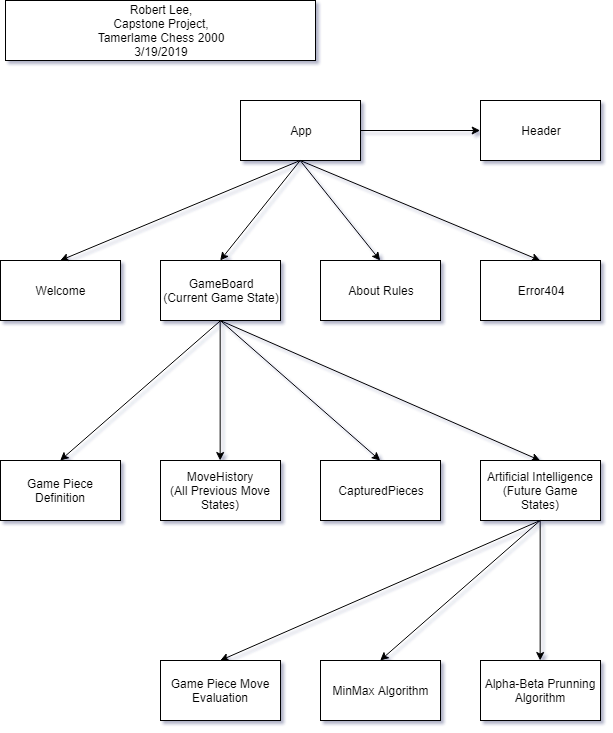 Robert Lee,
Capstone Project,
Tamerlame Chess 2000
3/19/2019
App
Header
Welcome
GameBoard
(Current Game State)
About Rules
Error404
Game Piece
Definition
MoveHistory
(All Previous Move
States)
CapturedPieces
Artificial Intelligence
(Future Game
States)
Game Piece Move
Evaluation
MinMax Algorithm
Alpha-Beta Prunning
Algorithm